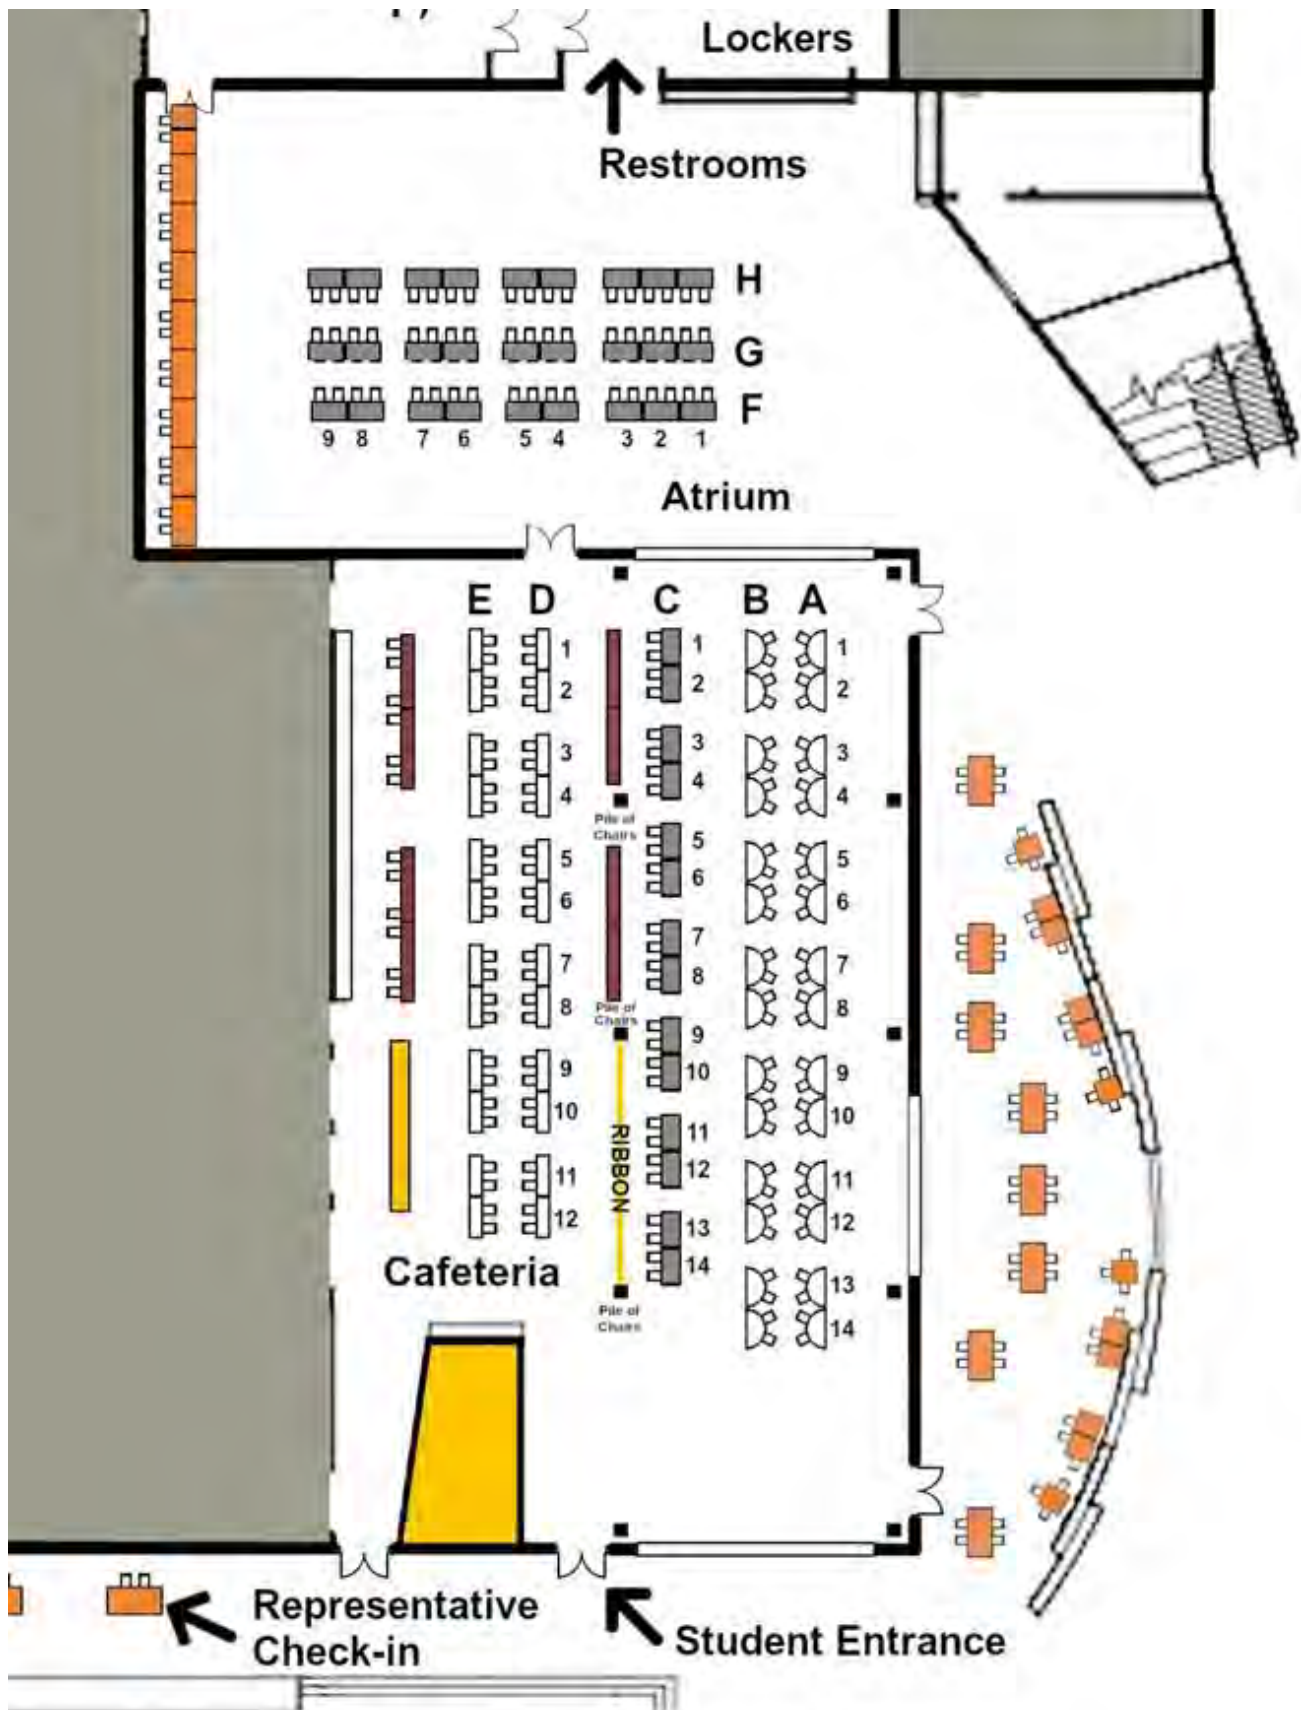 Lockers
Restrooms
H
G
F
9 8 7 6 5 4 3 2 1
Atrium
E D C B A
1
2
3
4
5
6
7
8
9
10
11
12
Pile of
Chairs
Pile of
Chairs
RIBBON
Pile of
Chairs
1
2
3
4
5
6
7
8
9
10
11
12
13
14
1
2
3
4
5
6
7
8
9
10
11
12
13
14
Cafeteria
Representative
Check-in
Student Entrance